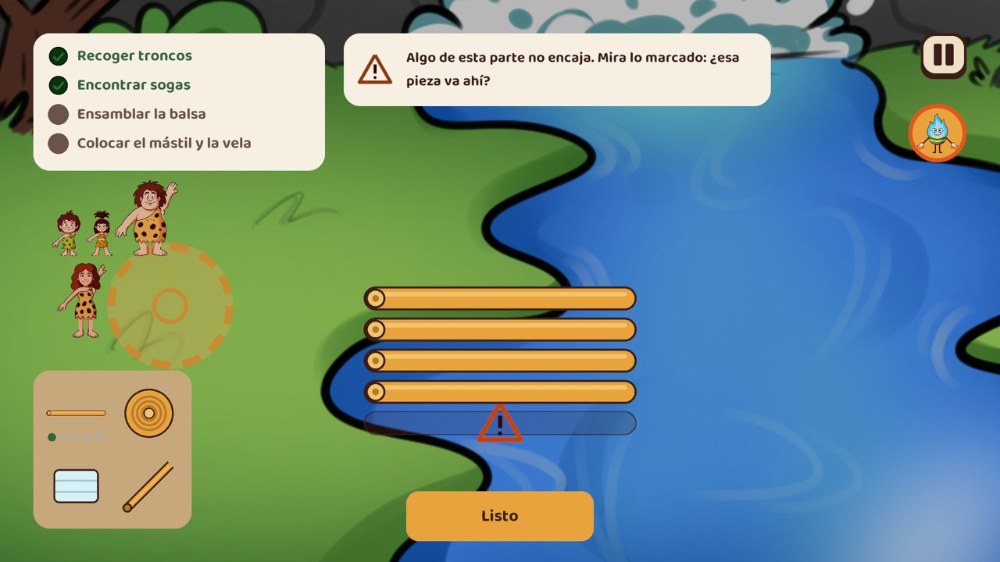 Recoger troncos
Encontrar sogas
Ensamblar la balsa
Colocar el mástil y la vela
Algo de esta parte no encaja. Mira lo marcado: ¿esa
pieza va ahí?
Listo